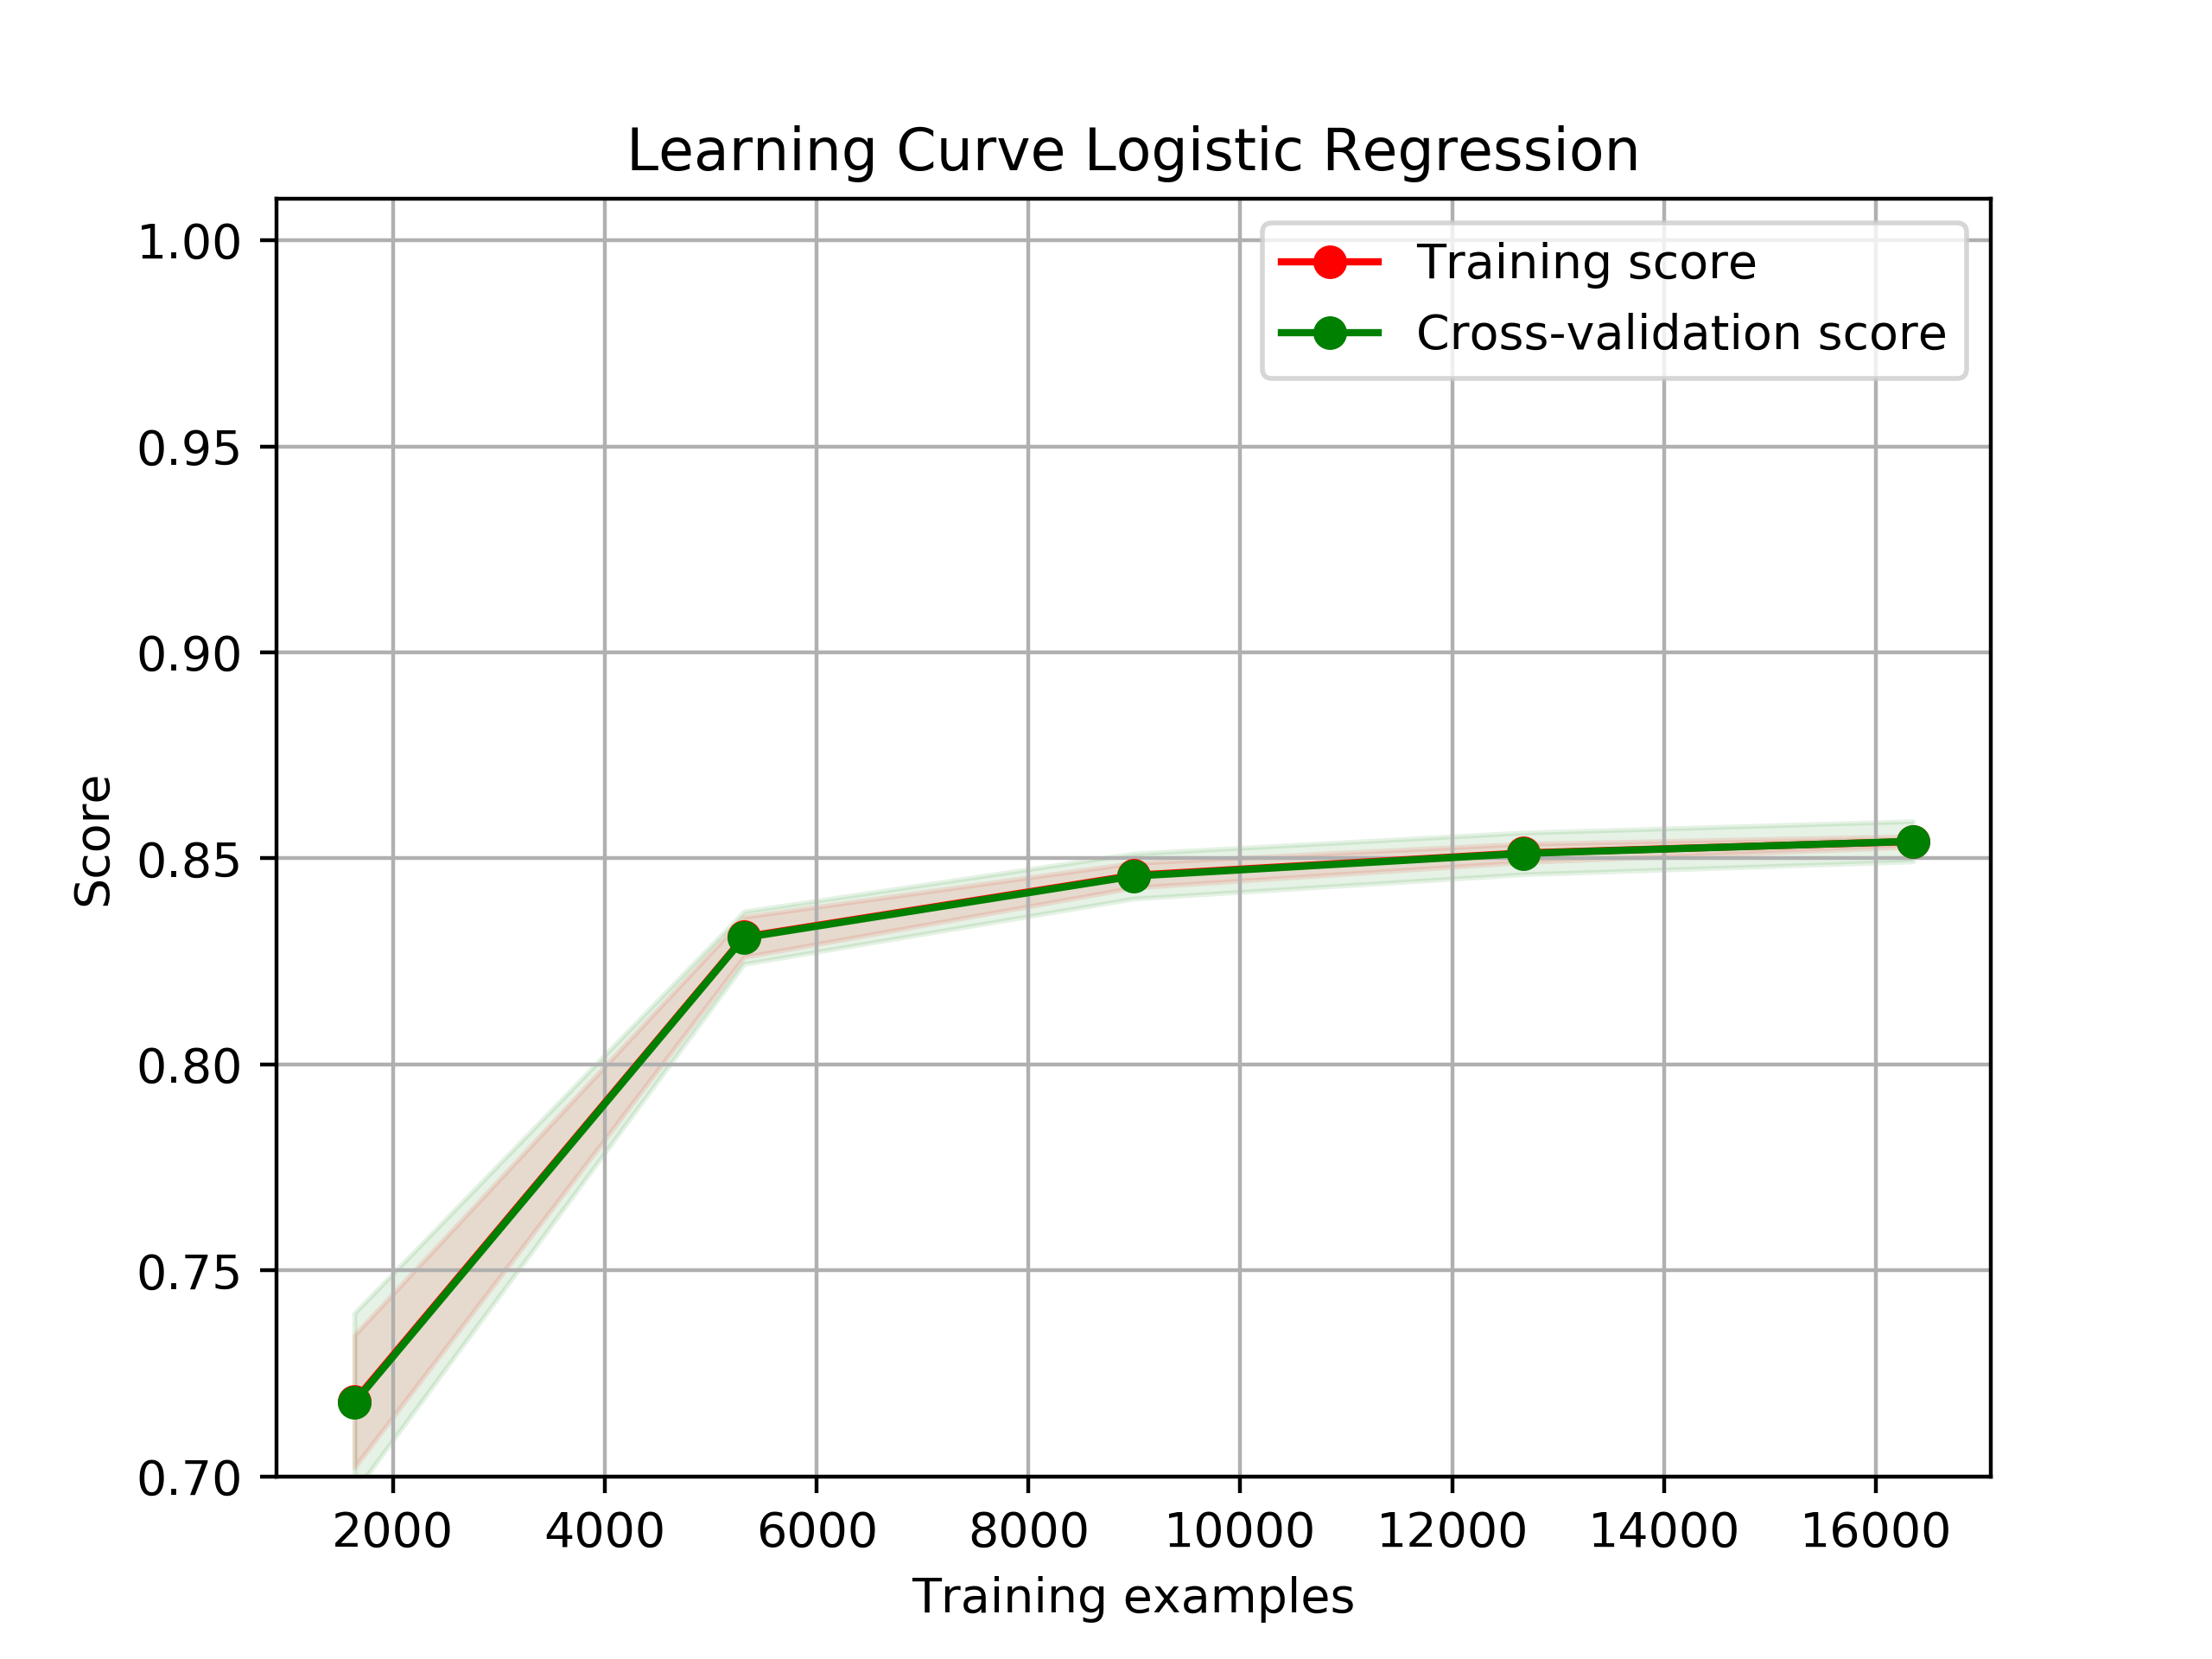 Learning Curve Logistic Regression
1.00
0.95
0.90
0.85
0.80
0.75
0.70
Score
Training score
Cross-validation score
2000 4000 6000 8000 10000 12000 14000 16000
Training examples